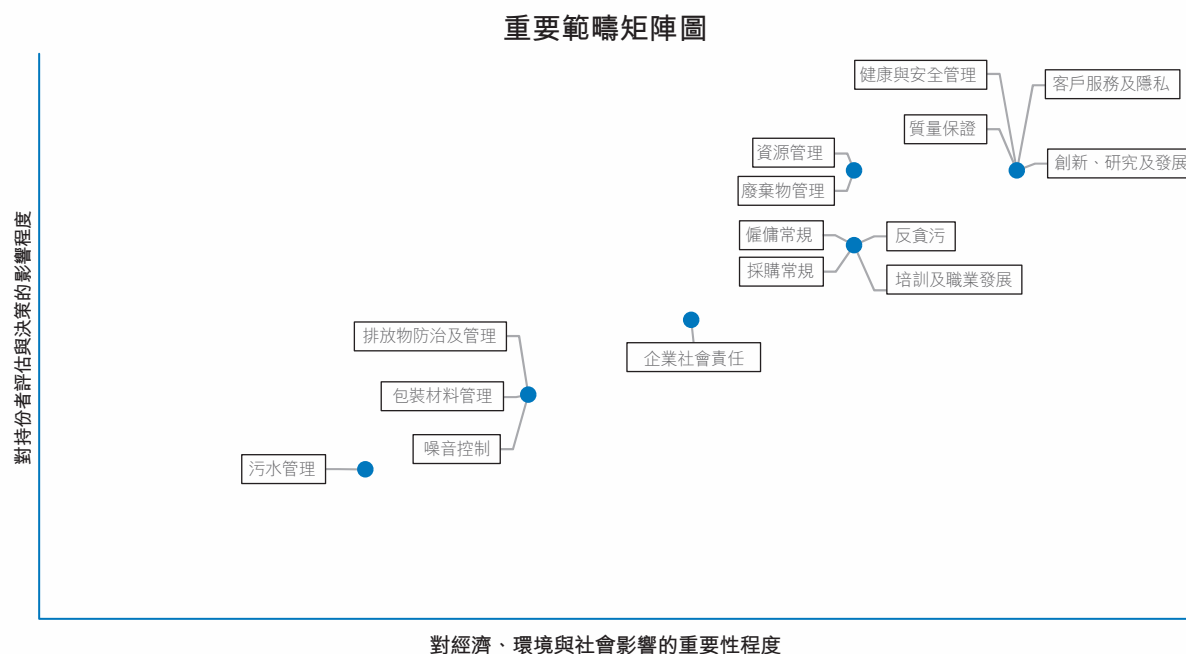 重要範疇矩陣圖
健康與安全管理
客戶服務及隱私
質量保證
創新、研究及發展
資源管理
廢棄物管理
僱傭常規
反貪污
採購常規
培訓及職業發展
排放物防治及管理
企業社會責任
包裝材料管理
噪音控制
污水管理
對持份者評估與決策的影響程度
對經濟、環境與社會影響的重要性程度